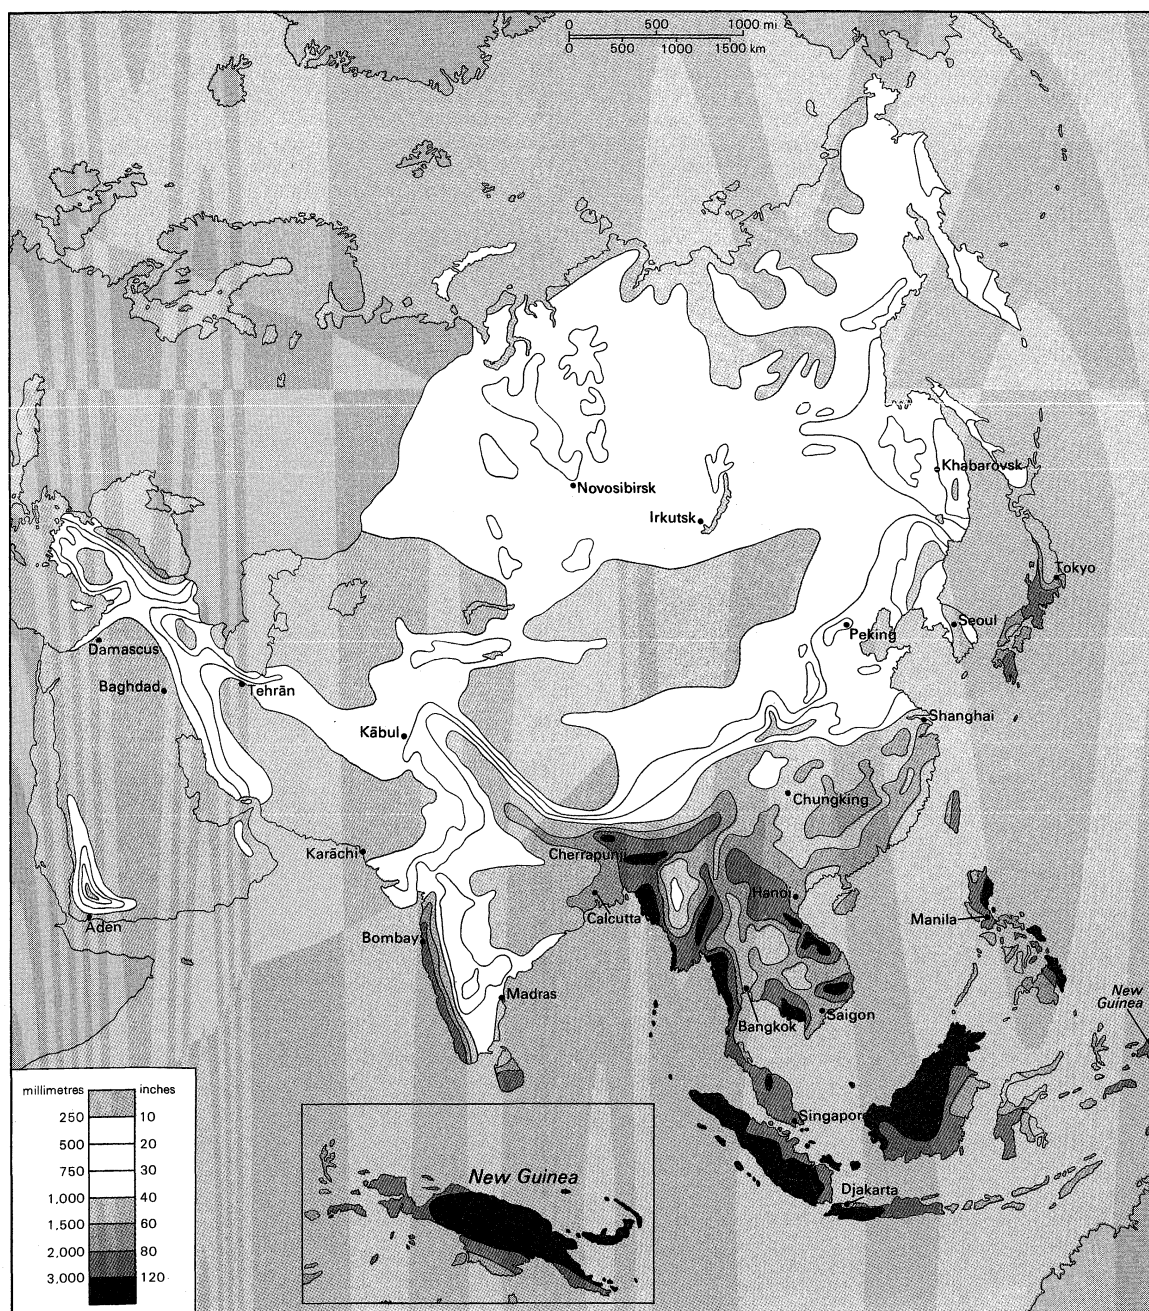 0 500 1000 mi
0 500 1000 1500 km
Khabarovsk
Novosibirsk
Irkutsk
Tokyo
Peking
Seoul
Damascus
Baghdad
Tehrān
Shanghai
Kābul
Chungking
Karāchi
Cherrapunji
Hanoi
Calcutta
Manila
Aden
Bombay
Madras
New
Guinea
Bangkok
Saigon
Singapore
New Guinea
Djakarta
millimetres inches
250 10
500 20
750 30
1,000 40
1,500 60
2,000 80
3,000 120